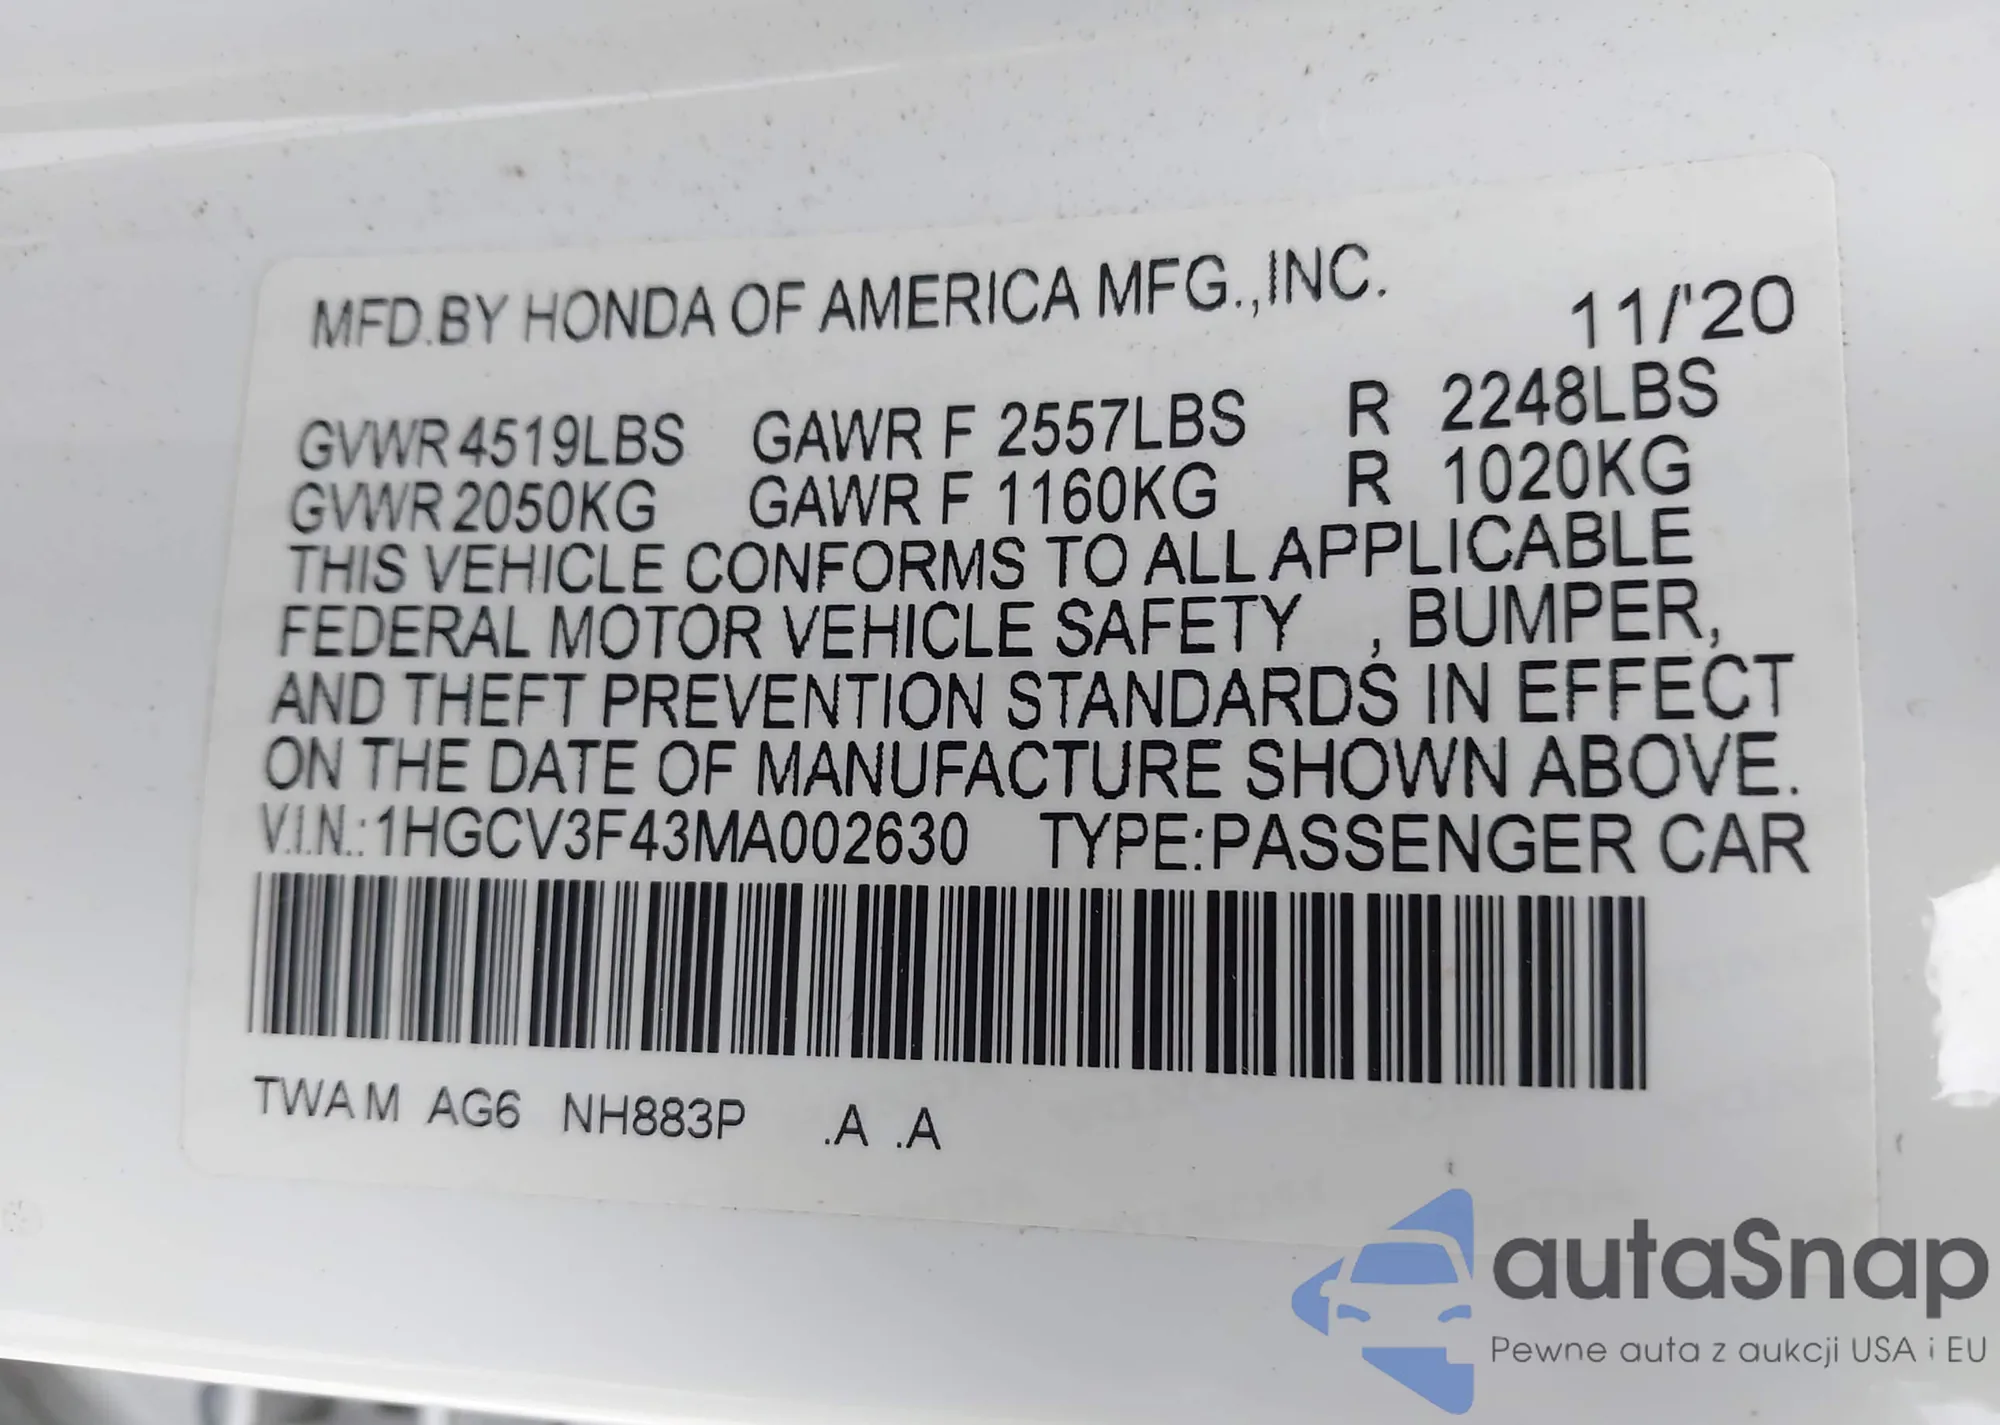 MFD.BY HONDA OF AMERICA MFG.,INC. 11/'20
GVWR 4519LBS GAWR F 2557LBS R 2248LBS
GVWR 2050KG GAWR F 1160KG R 1020KG
THIS VEHICLE CONFORMS TO ALL APPLICABLE
FEDERAL MOTOR VEHICLE SAFETY , BUMPER,
AND THEFT PREVENTION STANDARDS IN EFFECT
ON THE DATE OF MANUFACTURE SHOWN ABOVE.
V.I.N.:1HGCV3F43MA002630 TYPE:PASSENGER CAR
TWAM AG6 NH883P .A .A
autaSnap
Pewne auta z aukcji USA i EU